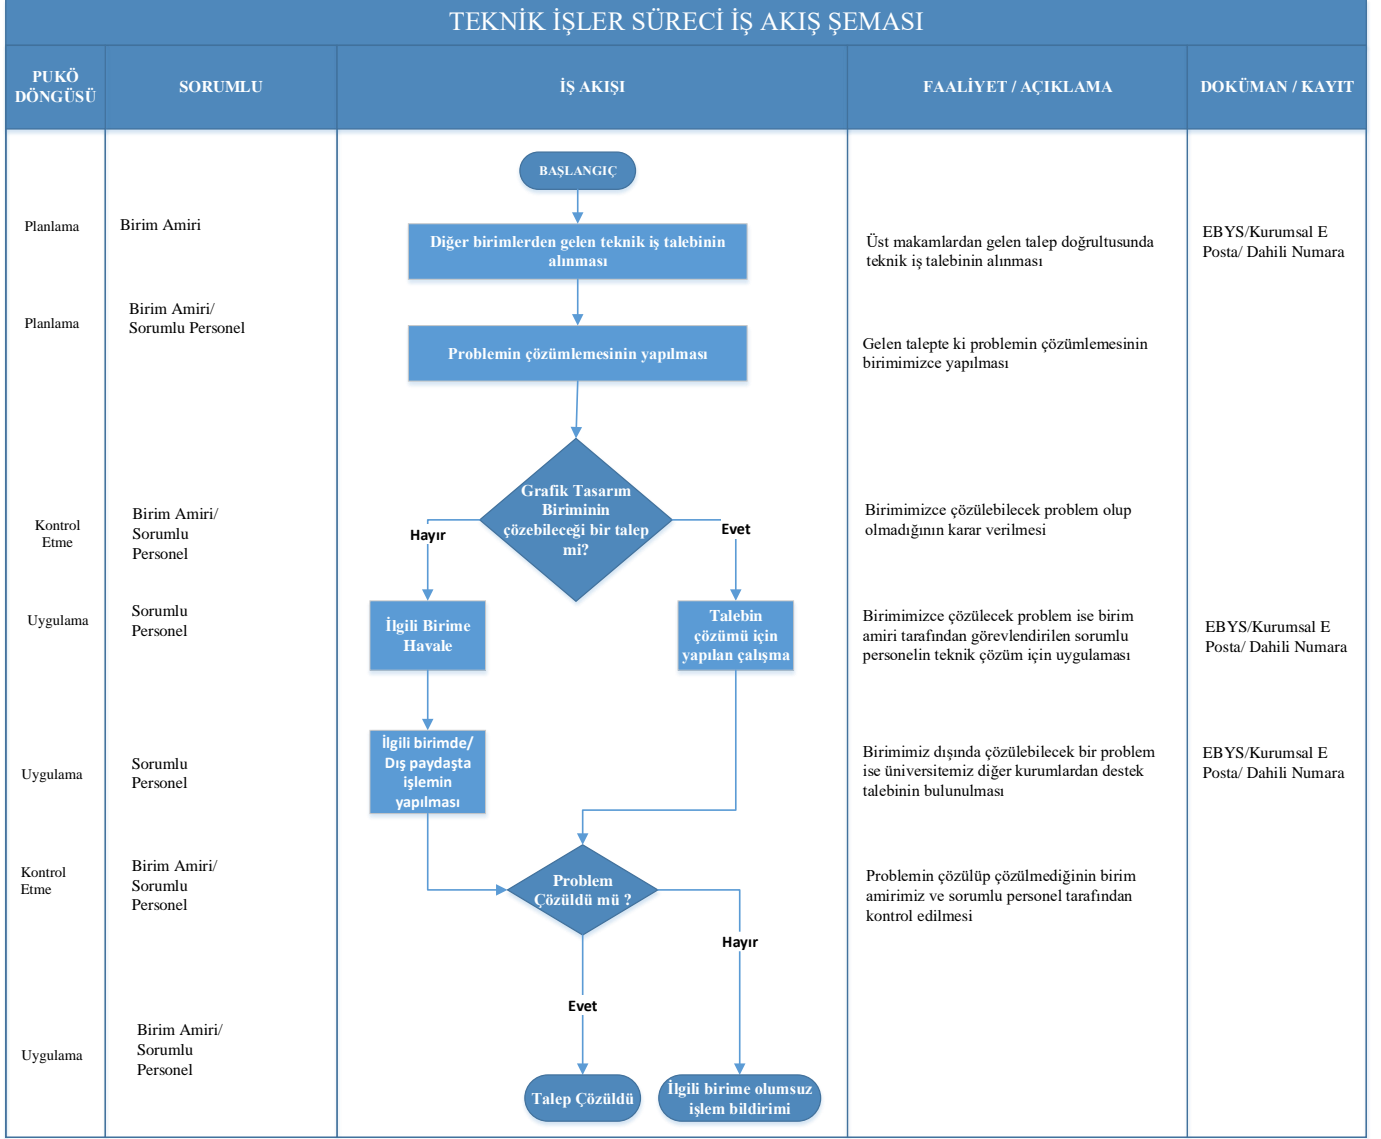 TEKNİK İŞLER SÜRECİ İŞ AKIŞ ŞEMASI
PUKÖ
DÖNGÜSÜ
SORUMLU
İŞ AKIŞI
FAALİYET / AÇIKLAMA
DOKÜMAN / KAYIT
BAŞLANGIÇ
Planlama
Birim Amiri
Diğer birimlerden gelen teknik iş talebinin
alınması
Üst makamlardan gelen talep doğrultusunda
teknik iş talebinin alınması
EBYS/Kurumsal E
Posta/ Dahili Numara
Planlama
Birim Amiri/
Sorumlu Personel
Problemin çözümlemesinin yapılması
Gelen talepte ki problemin çözümlemesinin
birimimizce yapılması
Kontrol
Etme
Birim Amiri/
Sorumlu
Personel
Grafik Tasarım
Biriminin
çözebileceği bir talep
mi?
Hayır
Evet
Birimimizce çözülebilecek problem olup
olmadığının karar verilmesi
Uygulama
Sorumlu
Personel
İlgili Birime
Havale
Talebin
çözümü için
yapılan çalışma
Birimimizce çözülecek problem ise birim
amiri tarafından görevlendirilen sorumlu
personelin teknik çözüm için uygulaması
EBYS/Kurumsal E
Posta/ Dahili Numara
Uygulama
Sorumlu
Personel
İlgili birimde/
Dış paydaşta
işlemin
yapılması
Birimimiz dışında çözülebilecek bir problem
ise üniversitemiz diğer kurumlardan destek
talebinin bulunulması
EBYS/Kurumsal E
Posta/ Dahili Numara
Kontrol
Etme
Birim Amiri/
Sorumlu
Personel
Problem
Çözüldü mü ?
Problemin çözülüp çözülmediğinin birim
amirimiz ve sorumlu personel tarafından
kontrol edilmesi
Hayır
Evet
Uygulama
Birim Amiri/
Sorumlu
Personel
Talep Çözüldü
İlgili birime olumsuz
işlem bildirimi